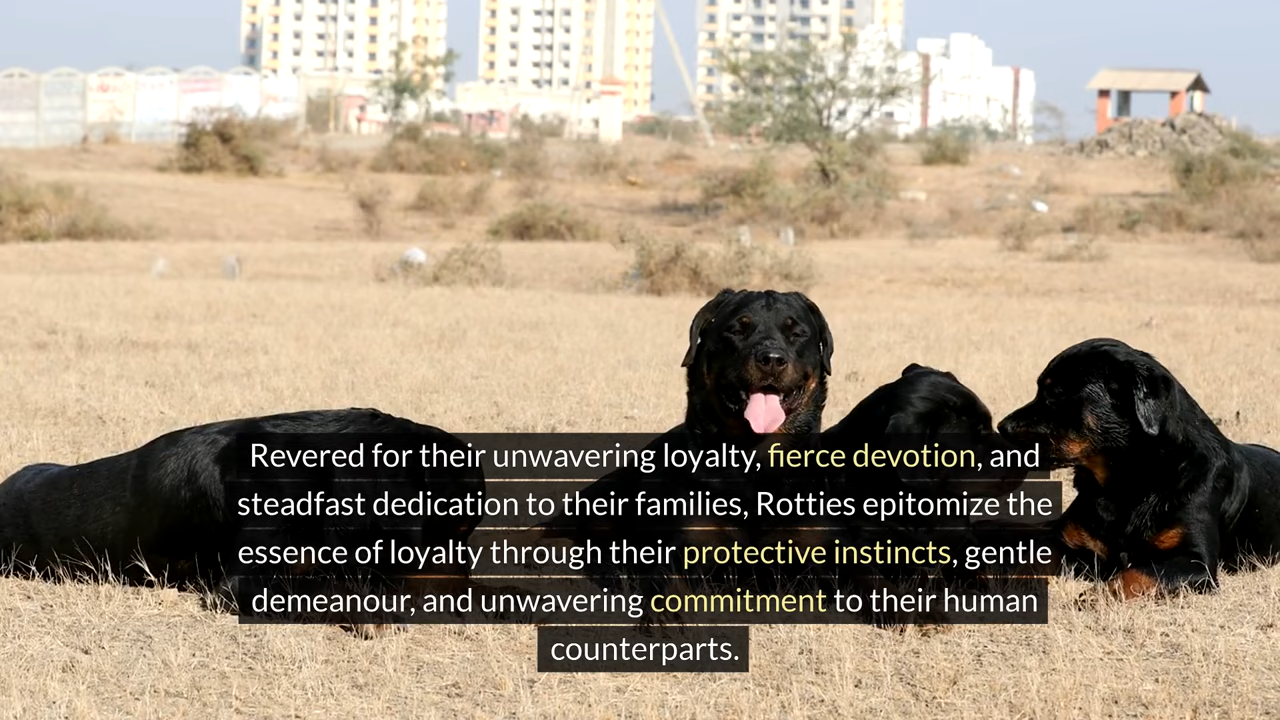 Revered for their unwavering loyalty, fierce devotion, and
steadfast dedication to their families, Rotties epitomize the
essence of loyalty through their protective instincts, gentle
demeanour, and unwavering commitment to their human
counterparts.